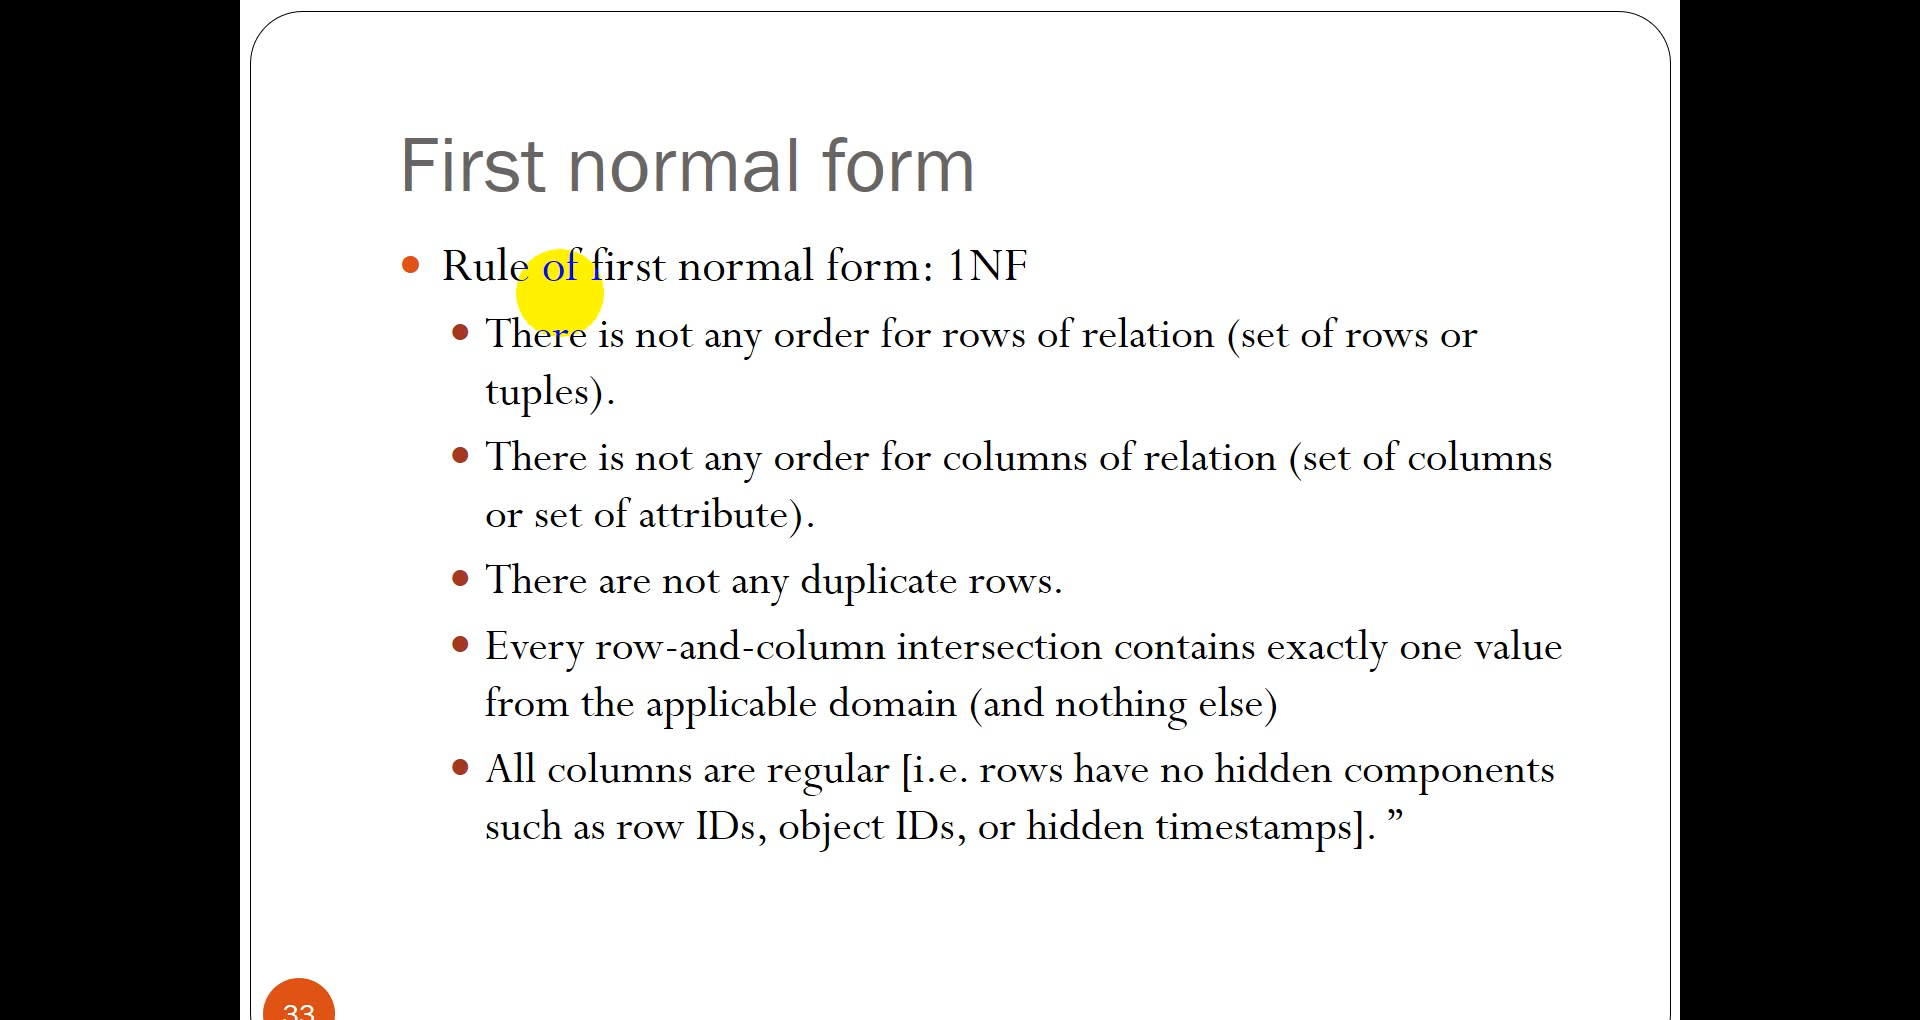 First normal form
Rule of first normal form: 1NF
There is not any order for rows of relation (set of rows or
tuples).
There is not any order for columns of relation (set of columns
or set of attribute).
There are not any duplicate rows.
Every row-and-column intersection contains exactly one value
from the applicable domain (and nothing else)
All columns are regular [i.e. rows have no hidden components
such as row IDs, object IDs, or hidden timestamps]. ”
33